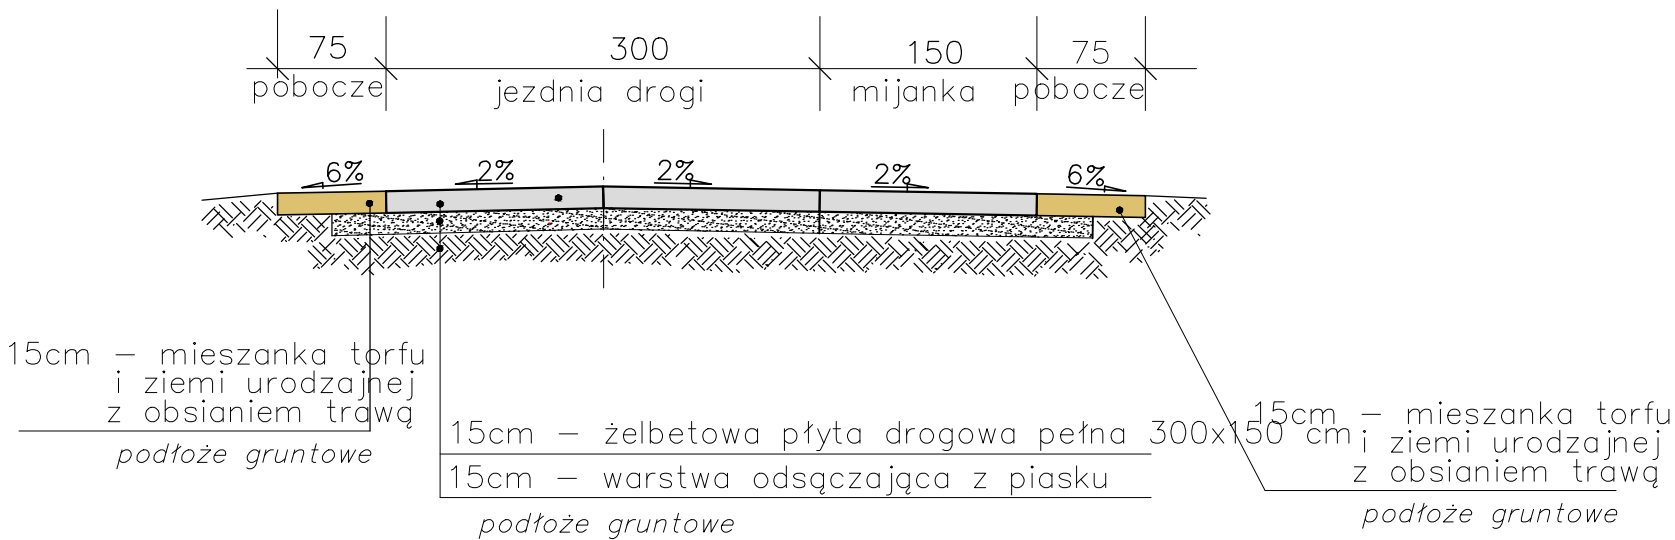 75 300 150 75
pobocze jezdnia drogi mijanka pobocze
6% 2% 2% 2% 6%
15cm – mieszanka torfu
i ziemi urodzajnej
z obsianiem trawą
podłoże gruntowe
15cm – żelbetowa płyta drogowa pełna 300x150 cm
15cm – warstwa odsączająca z piasku
podłoże gruntowe
15cm – mieszanka torfu
i ziemi urodzajnej
z obsianiem trawą
podłoże gruntowe